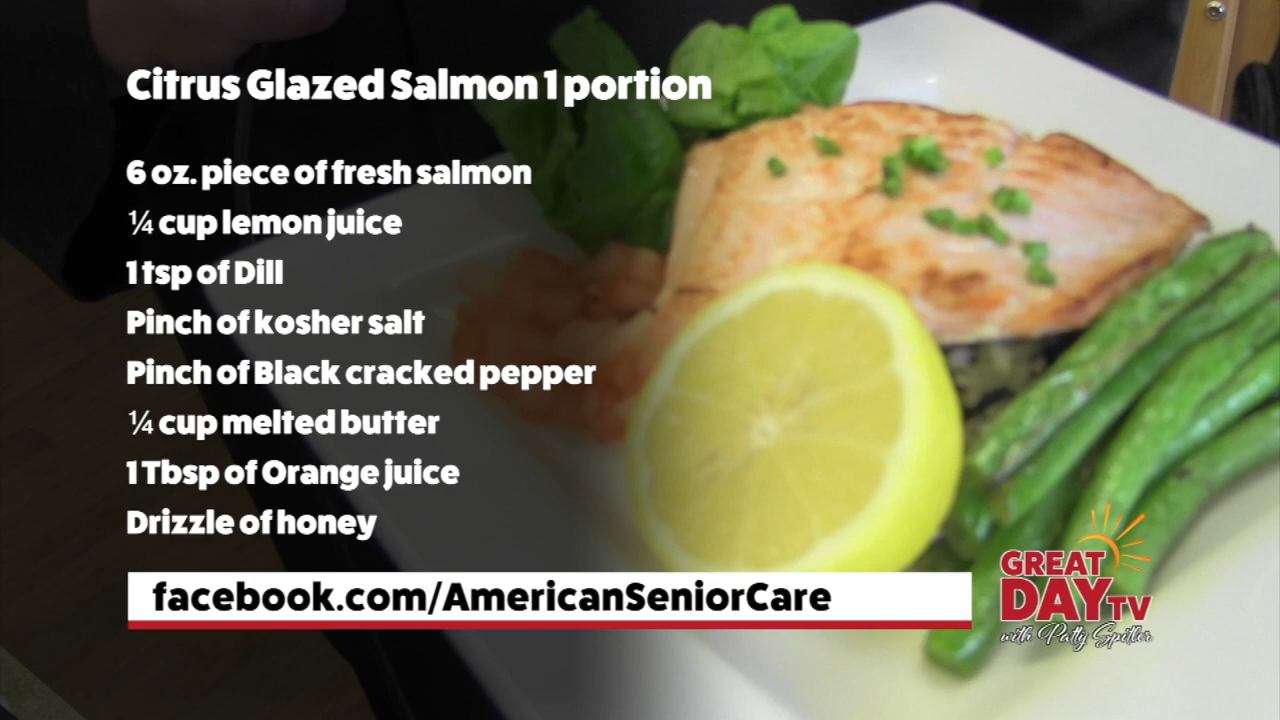 Citrus Glazed Salmon 1 portion
6 oz. piece of fresh salmon
¼ cup lemon juice
1 tsp of Dill
Pinch of kosher salt
Pinch of Black cracked pepper
¼ cup melted butter
1 Tbsp of Orange juice
Drizzle of honey
facebook.com/AmericanSeniorCare
GREAT
DAY TV
with Patty Spitler